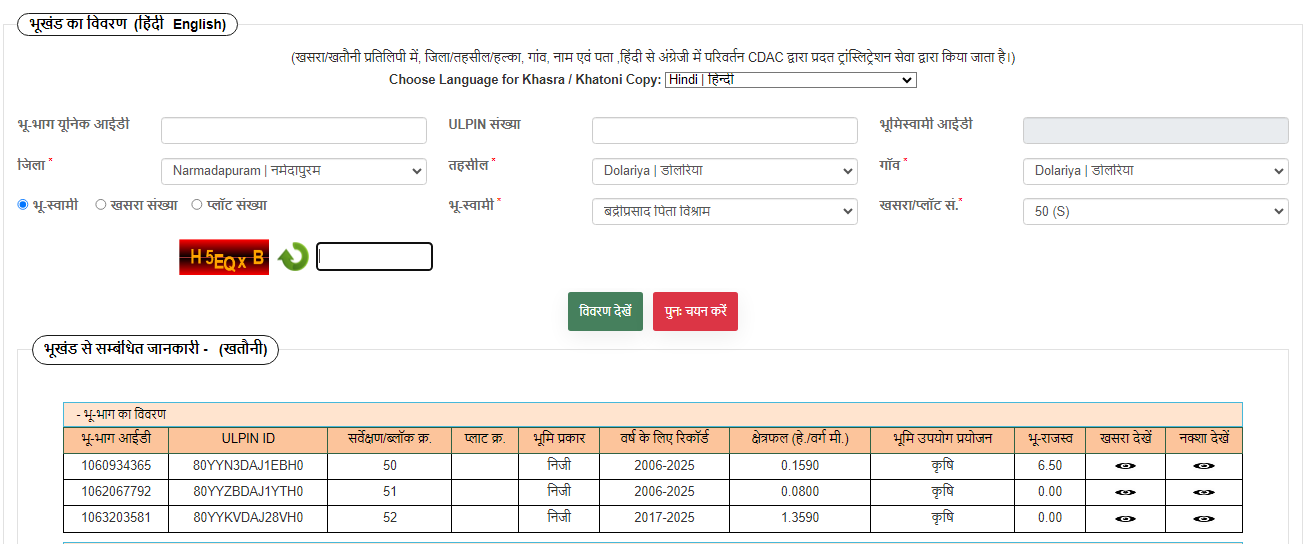 भूखंड का विवरण (हिंदी English)
(खसरा/खतौनी प्रतिलिपी में, जिला/तहसील/हल्का, गांव, नाम एवं पता ,हिंदी से अंग्रेजी में परिवर्तन CDAC द्वारा प्रदत ट्रांस्लिट्रेशन सेवा द्वारा किया जाता है।)
Choose Language for Khasra / Khatoni Copy: Hindi | हिन्दी
भू-भाग यूनिक आईडी ULPIN संख्या भूमिस्वामी आईडी
जिला * Narmadapuram | नर्मदापुरम तहसील * Dolariya | डोलरिया गाँव * Dolariya | डोलरिया
भू-स्वामी खसरा संख्या प्लॉट संख्या भू-स्वामी * बद्रीप्रसाद पिता विश्राम खसरा/प्लॉट सं.* 50 (S)
H5EQxB
विवरण देखें पुनः चयन करें
भूखंड से सम्बंधित जानकारी - (खतौनी)
- भू-भाग का विवरण
भू-भाग आईडी ULPIN ID सर्वेक्षण/ब्लॉक क्र. प्लाट क्र. भूमि प्रकार वर्ष के लिए रिकॉर्ड क्षेत्रफल (हे./वर्ग मी.) भूमि उपयोग प्रयोजन भू-राजस्व खसरा देखें नक्शा देखें
1060934365 80YYN3DAJ1EBH0 50 निजी 2006-2025 0.1590 कृषि 6.50
1062067792 80YYZBDAJ1YTH0 51 निजी 2006-2025 0.0800 कृषि 0.00
1063203581 80YYKVDAJ28VH0 52 निजी 2017-2025 1.3590 कृषि 0.00